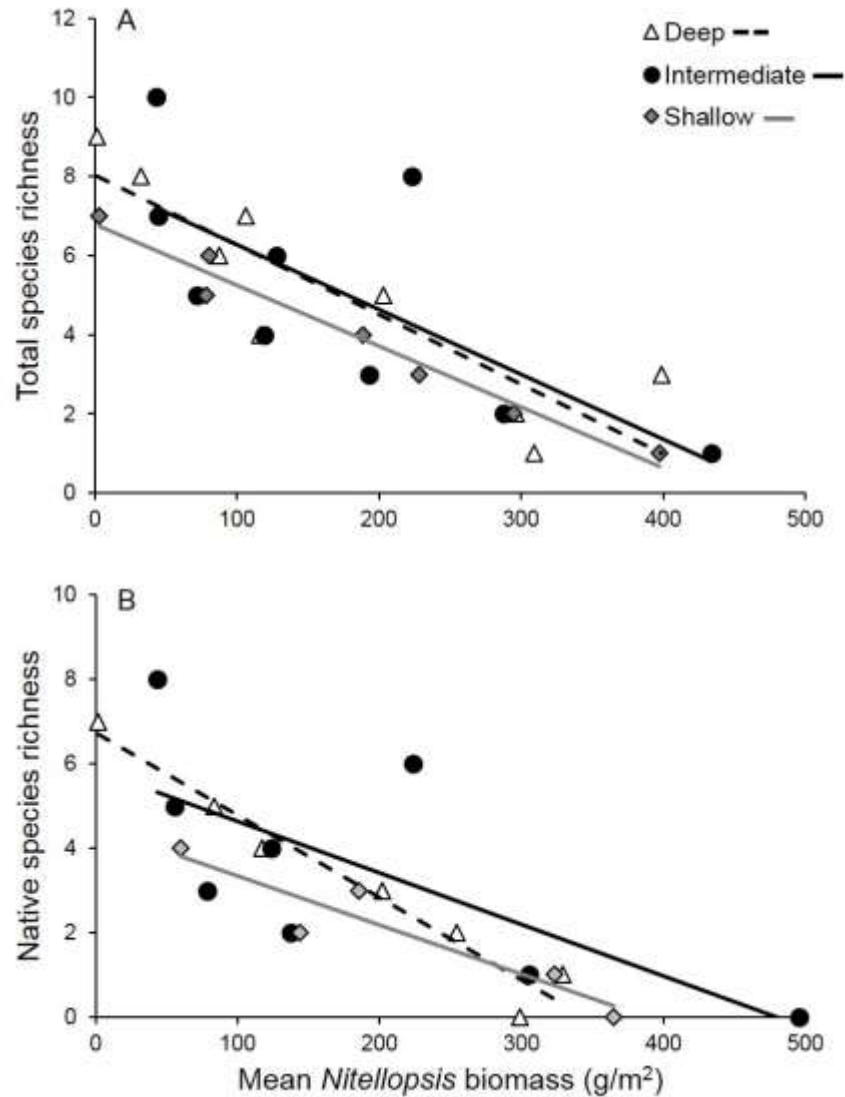 A
Deep
Intermediate
Shallow
Total species richness
12
10
8
6
4
2
0
0 100 200 300 400 500
B
Native species richness
10
8
6
4
2
0
0 100 200 300 400 500
Mean Nitellopsis biomass (g/m²)